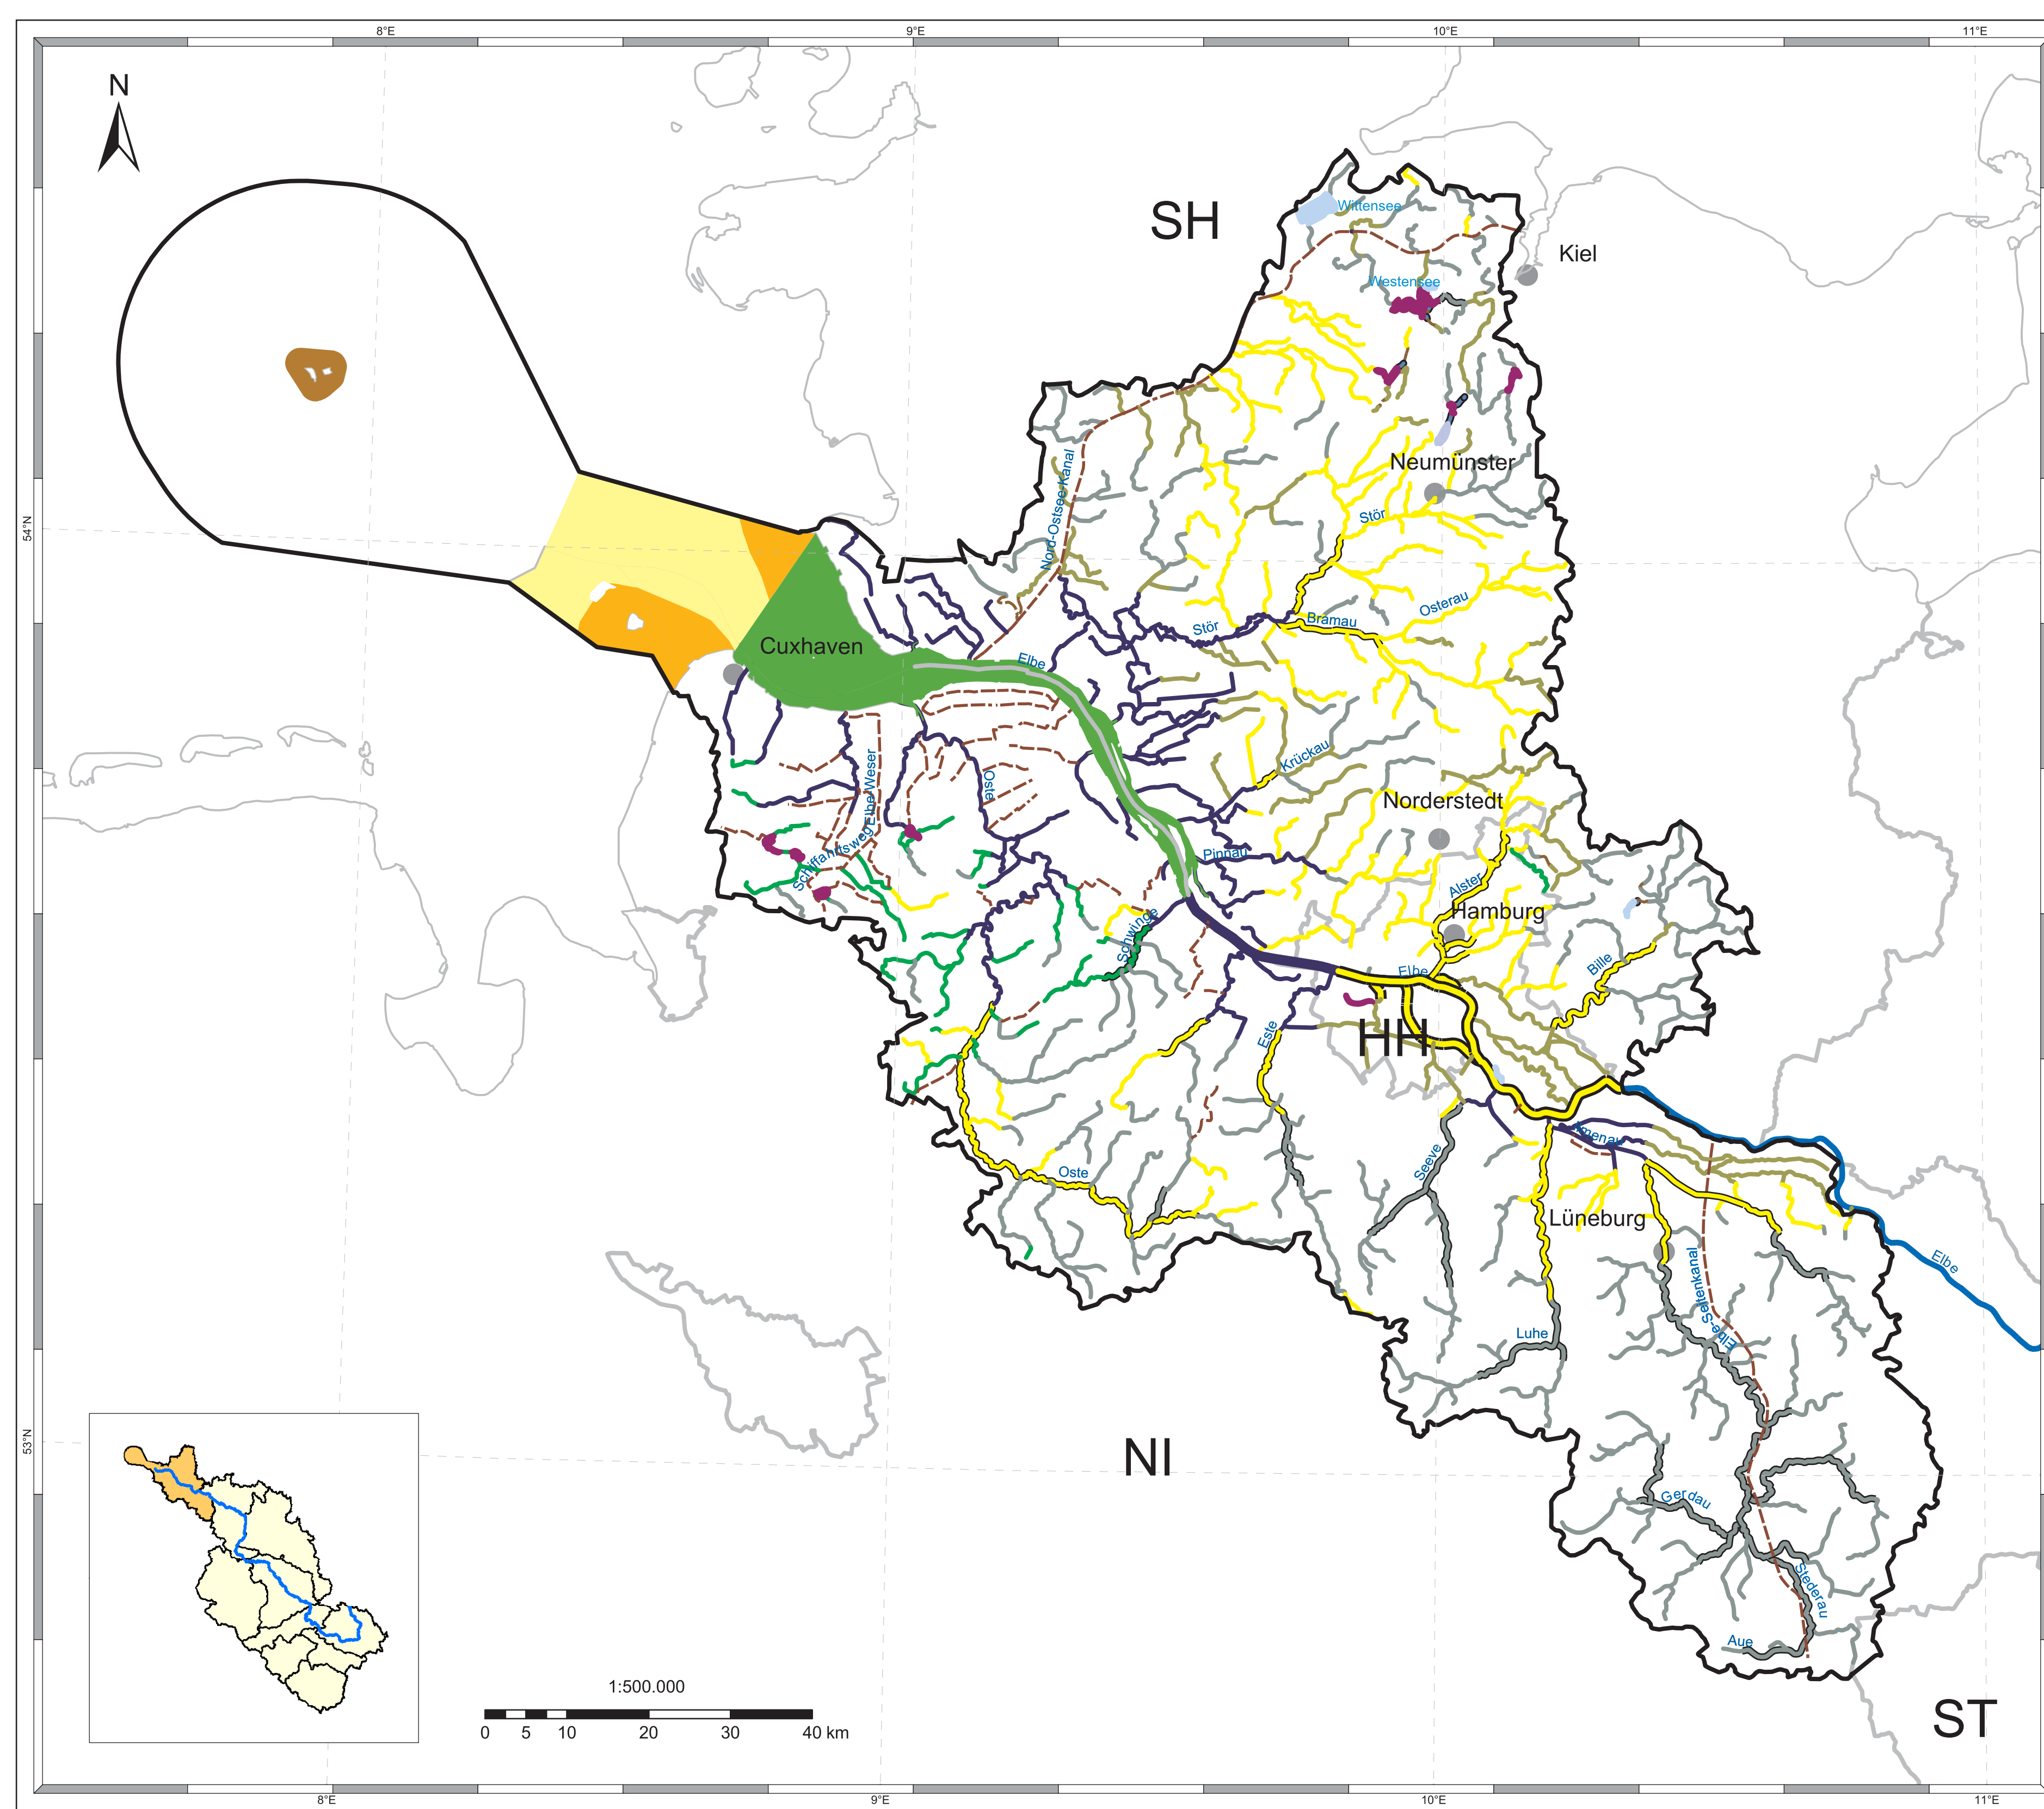 8°E
9°E
10°E
11°E
N
SH
Wittensee
Kiel
Westensee
Nord-Ostsee-Kanal
Neumünster
54°N
Stör
Osterau
Bramau
Stör
Cuxhaven
Elbe
Krückau
Oste
Schiffahrtsweg Elbe-Weser
Norderstedt
Pinnau
Alster
Hamburg
Schwinge
Elbe
Bille
HH
Este
Ilmenau
Seeve
Oste
Lüneburg
Elbe
Elbe-Seitenkanal
Luhe
53°N
NI
Gerdau
Stederau
Aue
1:500.000
0 5 10 20 30 40 km
ST
8°E
9°E
10°E
11°E